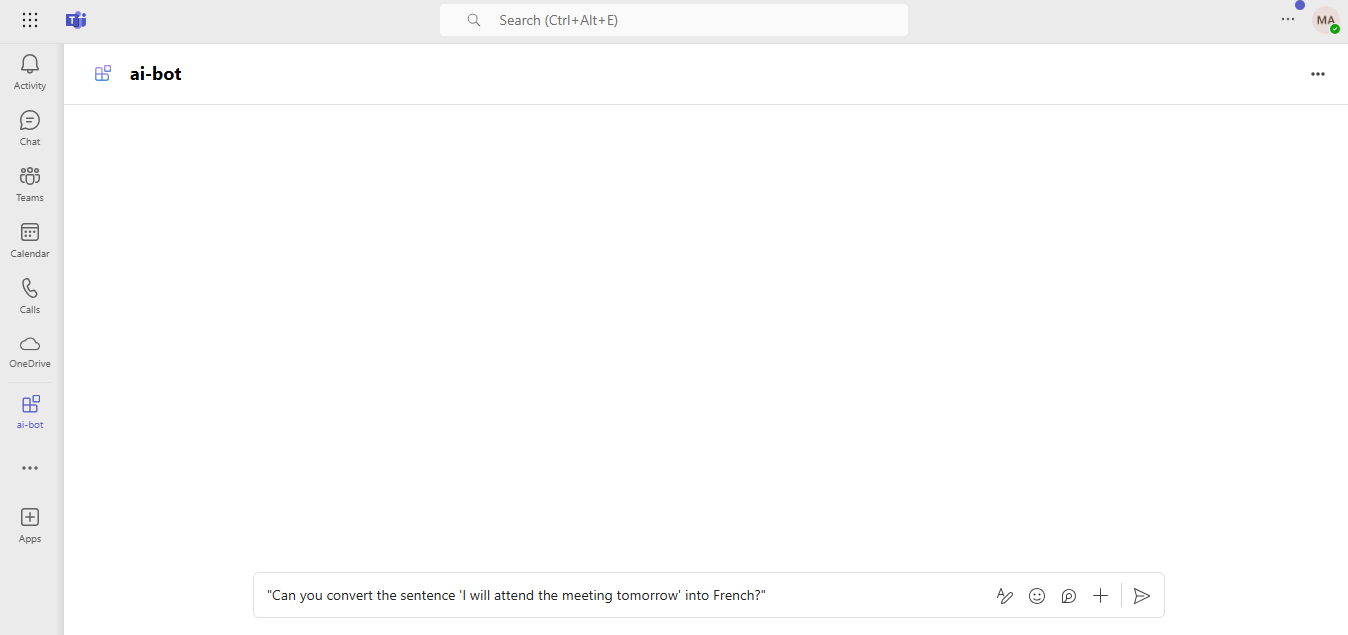 Search (Ctrl+Alt+E)
MA
Activity
Chat
Teams
Calendar
Calls
OneDrive
ai-bot
Apps
ai-bot
"Can you convert the sentence 'I will attend the meeting tomorrow' into French?"